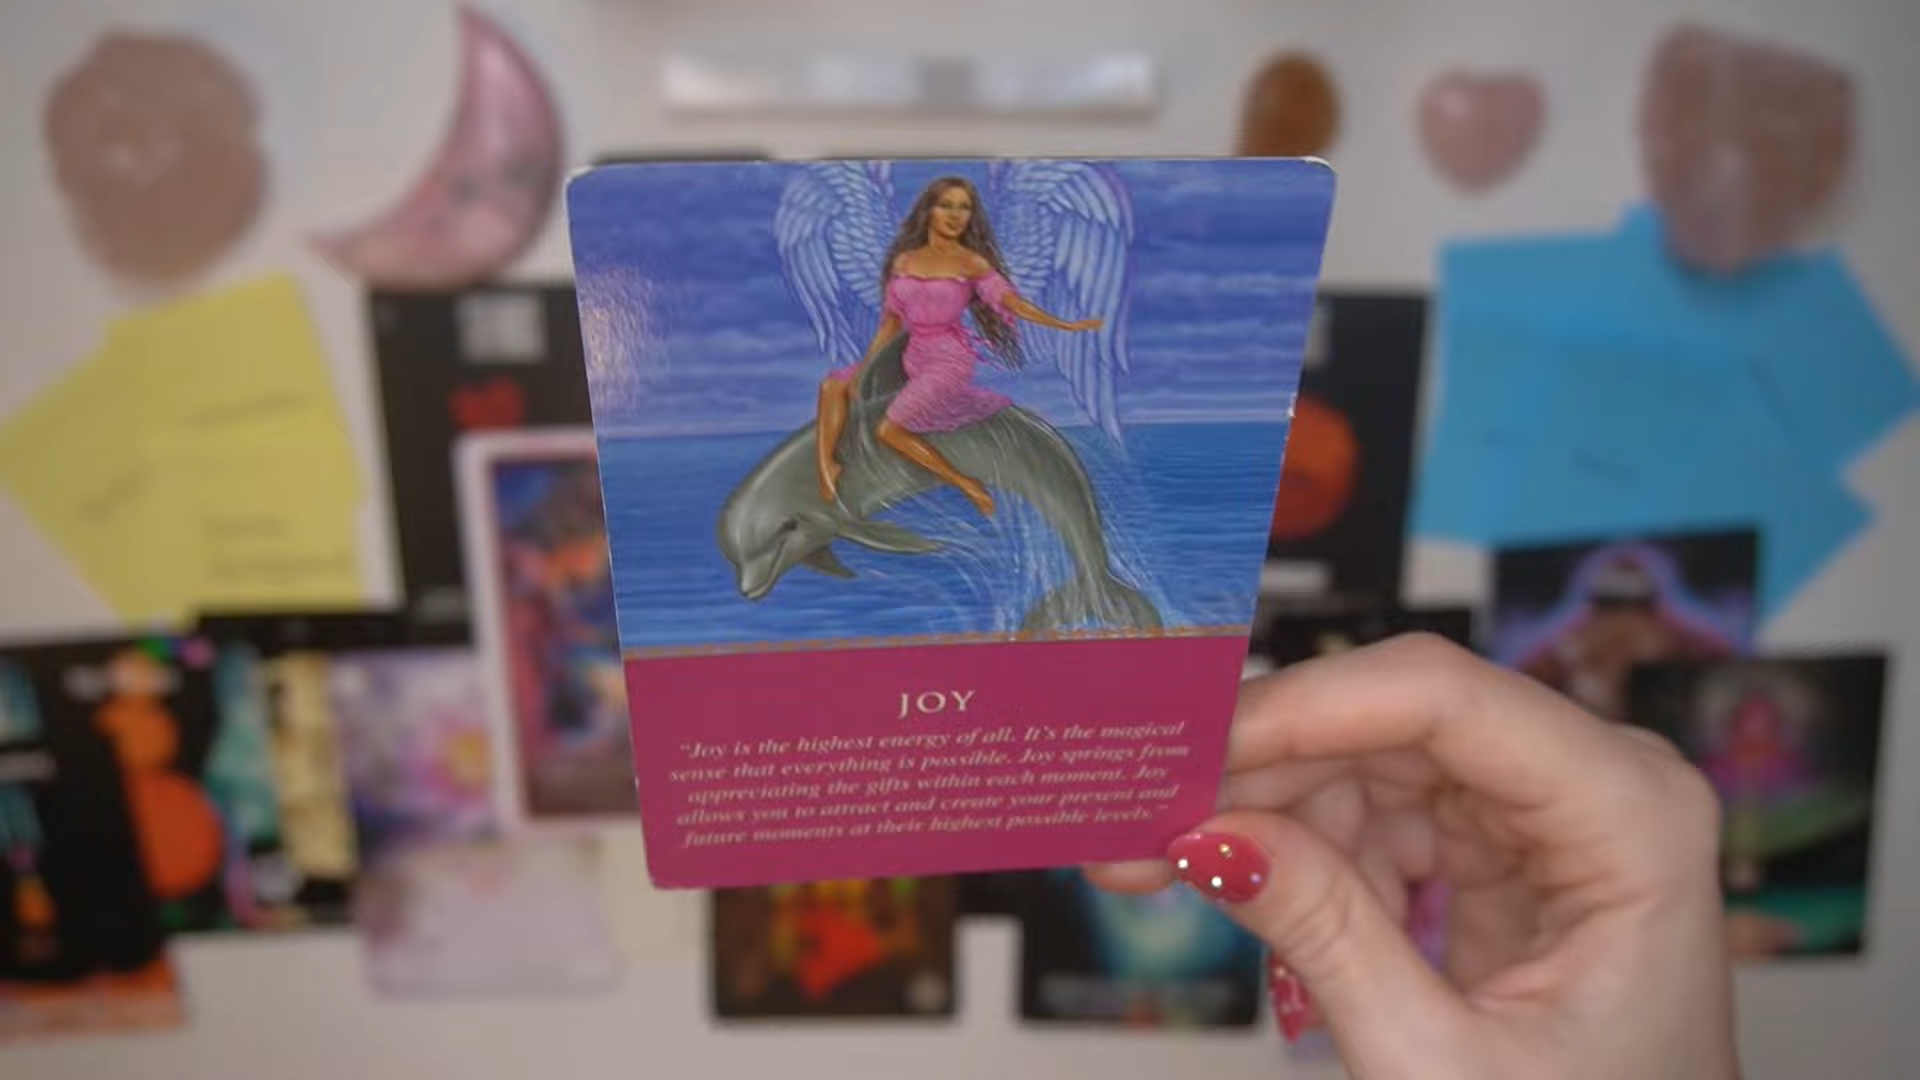 JOY
"Joy is the highest energy of all. It's the magical
sense that everything is possible. Joy springs from
appreciating the gifts within each moment. Joy
allows you to attract and create your present and
future moments at their highest possible levels."